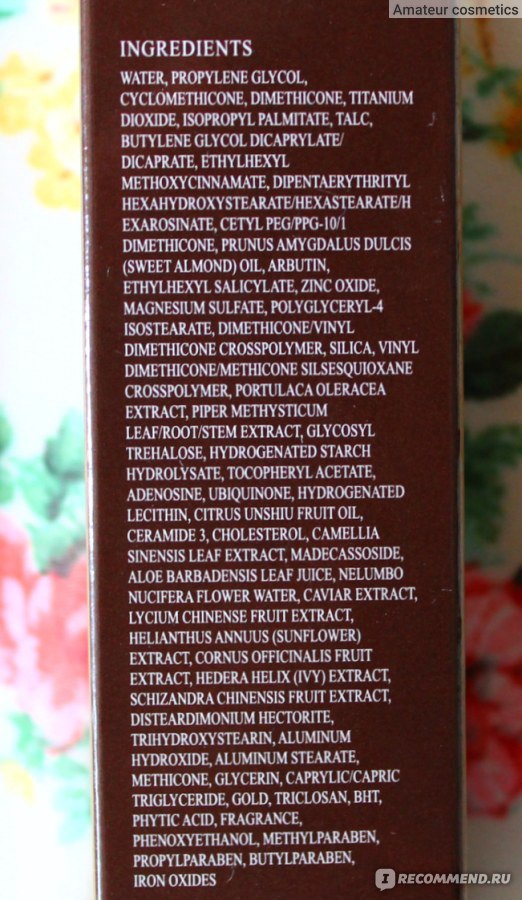 Amateur cosmetics
INGREDIENTS
WATER, PROPYLENE GLYCOL,
CYCLOMETHICONE, DIMETHICONE, TITANIUM
DIOXIDE, ISOPROPYL PALMITATE, TALC,
BUTYLENE GLYCOL DICAPRYLATE/
DICAPRATE, ETHYLHEXYL
METHOXYCINNAMATE, DIPENTAERYTHRITYL
HEXAHYDROXYSTEARATE/HEXASTEARATE/H
EXAROSINATE, CETYL PEG/PPG-10/1
DIMETHICONE, PRUNUS AMYGDALUS DULCIS
(SWEET ALMOND) OIL, ARBUTIN,
ETHYLHEXYL SALICYLATE, ZINC OXIDE,
MAGNESIUM SULFATE, POLYGLYCERYL-4
ISOSTEARATE, DIMETHICONE/VINYL
DIMETHICONE CROSSPOLYMER, SILICA, VINYL
DIMETHICONE/METHICONE SILSESQUIOXANE
CROSSPOLYMER, PORTULACA OLERACEA
EXTRACT, PIPER METHYSTICUM
LEAF/ROOT/STEM EXTRACT, GLYCOSYL
TREHALOSE, HYDROGENATED STARCH
HYDROLYSATE, TOCOPHERYL ACETATE,
ADENOSINE, UBIQUINONE, HYDROGENATED
LECITHIN, CITRUS UNSHIU FRUIT OIL,
CERAMIDE 3, CHOLESTEROL, CAMELLIA
SINENSIS LEAF EXTRACT, MADECASSOSIDE,
ALOE BARBADENSIS LEAF JUICE, NELUMBO
NUCIFERA FLOWER WATER, CAVIAR EXTRACT,
LYCIUM CHINENSE FRUIT EXTRACT,
HELIANTHUS ANNUUS (SUNFLOWER)
EXTRACT, CORNUS OFFICINALIS FRUIT
EXTRACT, HEDERA HELIX (IVY) EXTRACT,
SCHIZANDRA CHINENSIS FRUIT EXTRACT,
DISTEARDIMONIUM HECTORITE,
TRIHYDROXYSTEARIN, ALUMINUM
HYDROXIDE, ALUMINUM STEARATE,
METHICONE, GLYCERIN, CAPRYLIC/CAPRIC
TRIGLYCERIDE, GOLD, TRICLOSAN, BHT,
PHYTIC ACID, FRAGRANCE,
PHENOXYETHANOL, METHYLPARABEN,
PROPYLPARABEN, BUTYLPARABEN,
IRON OXIDES
IRECOMMEND.RU